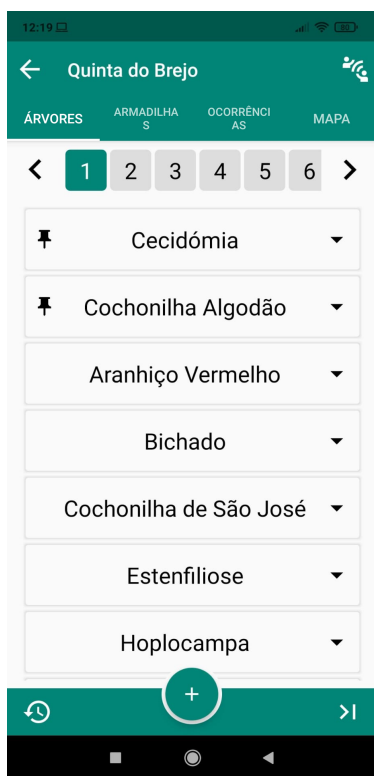 12:19
80
Quinta do Brejo
ÁRVORES
ARMADILHA
S
OCORRÊNCI
AS
MAPA
1 2 3 4 5 6
Cecidómia
Cochonilha Algodão
Aranhiço Vermelho
Bichado
Cochonilha de São José
Estenfiliose
Hoplocampa
+